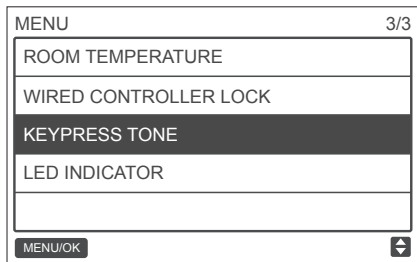 MENU 3/3
ROOM TEMPERATURE
WIRED CONTROLLER LOCK
KEYPRESS TONE
LED INDICATOR
MENU/OK